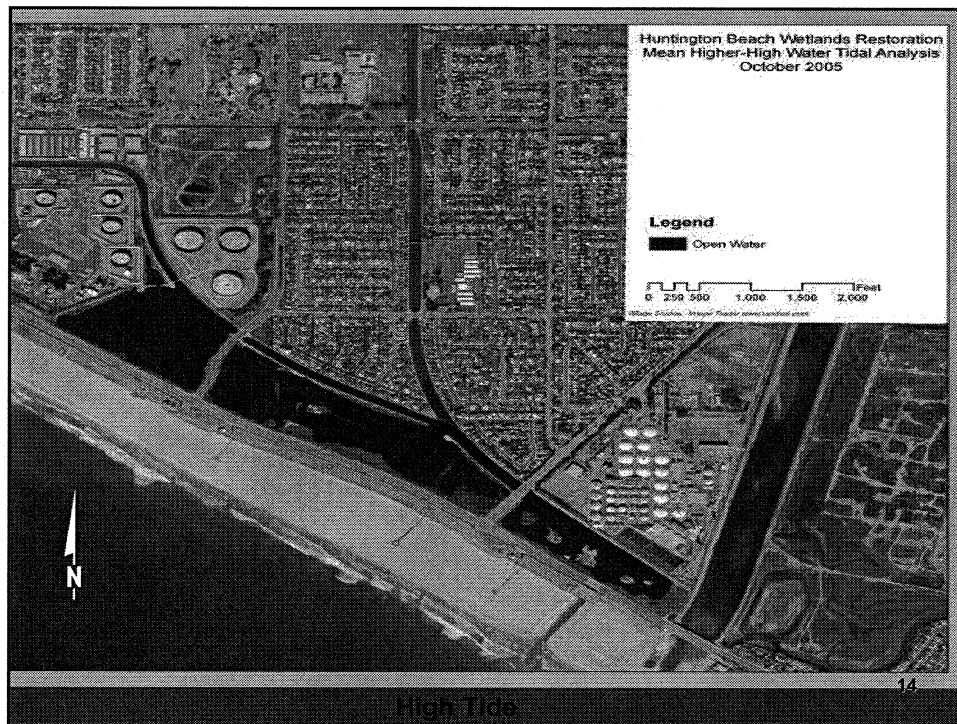 Huntington Beach Wetlands Restoration
Mean Higher-High Water Tidal Analysis
October 2005
Legend
Open Water
Feet
0 250 500 1,000 1,500 2,000
N
14
High Tide